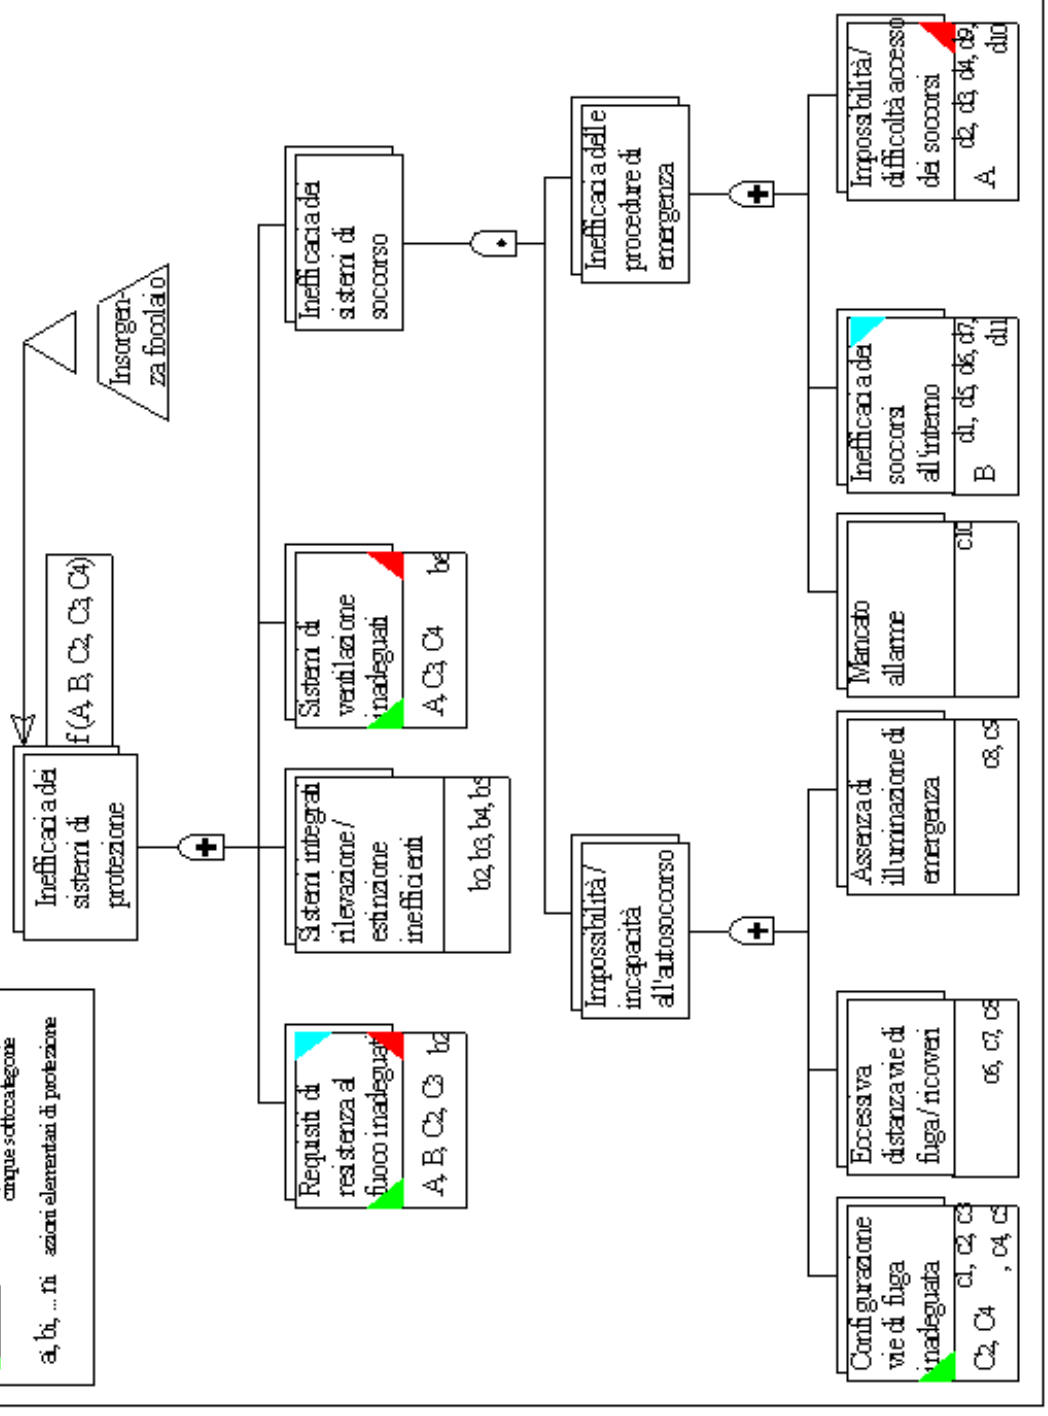 cinque sottocategorie
ai, bi, ... ni azioni elementari di protezione
Insorgen-
za focolaio
Inefficacia dei
sistemi di
protezione
f (A, B, C2, C3, C4)
Requisiti di
resistenza al
fuoco inadeguati
A, B, C2, C3 b2
Sistemi integrati
rilevazione/
estinzione
inefficienti
b2, b3, b4, b5
Sistemi di
ventilazione
inadeguati
A, C3, C4 b6
Inefficacia dei
sistemi di
soccorso
Impossibilità/
incapacità
all'autosoccorso
Inefficacia delle
procedure di
emergenza
Configurazione
vie di fuga
inadeguata
c1, c2, c3
C2, C4 , c4, c5
Eccessiva
distanza vie di
fuga/ ricoveri
c6, c7, c8
Assenza di
illuminazione di
emergenza
c8, c9
Mancato
allarme
c10
Inefficacia dei
soccorsi
all'interno
d1, d5, d6, d7,
B d11
Impossibilità/
difficoltà accesso
dei soccorsi
d2, d3, d4, d9,
A d10